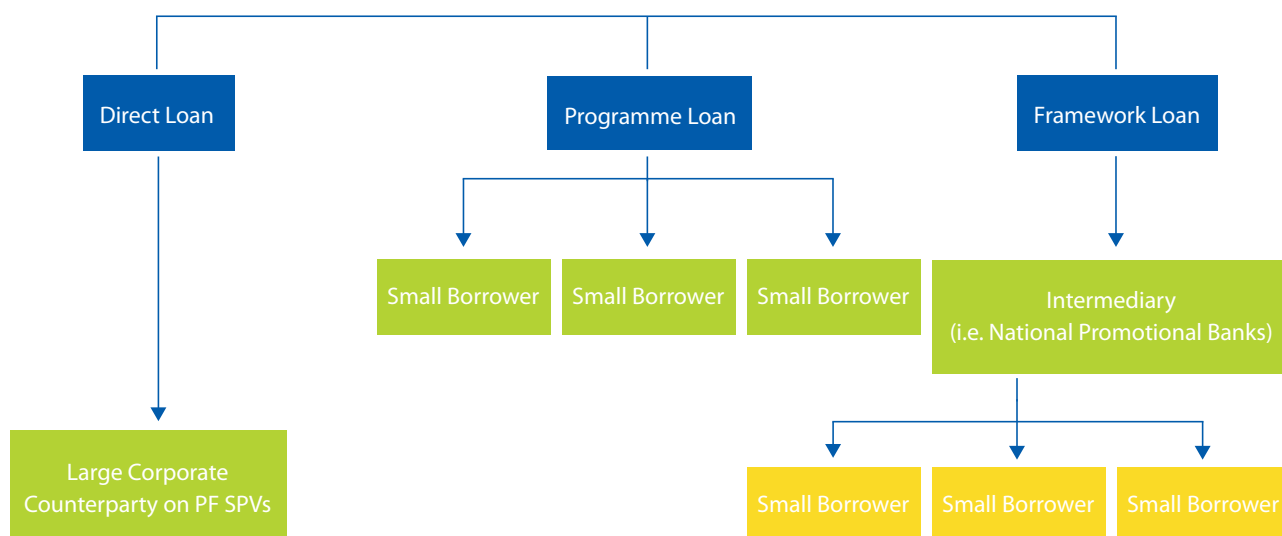 Direct Loan
Programme Loan
Framework Loan
Small Borrower
Small Borrower
Small Borrower
Intermediary
(i.e. National Promotional Banks)
Large Corporate
Counterparty on PF SPVs
Small Borrower
Small Borrower
Small Borrower